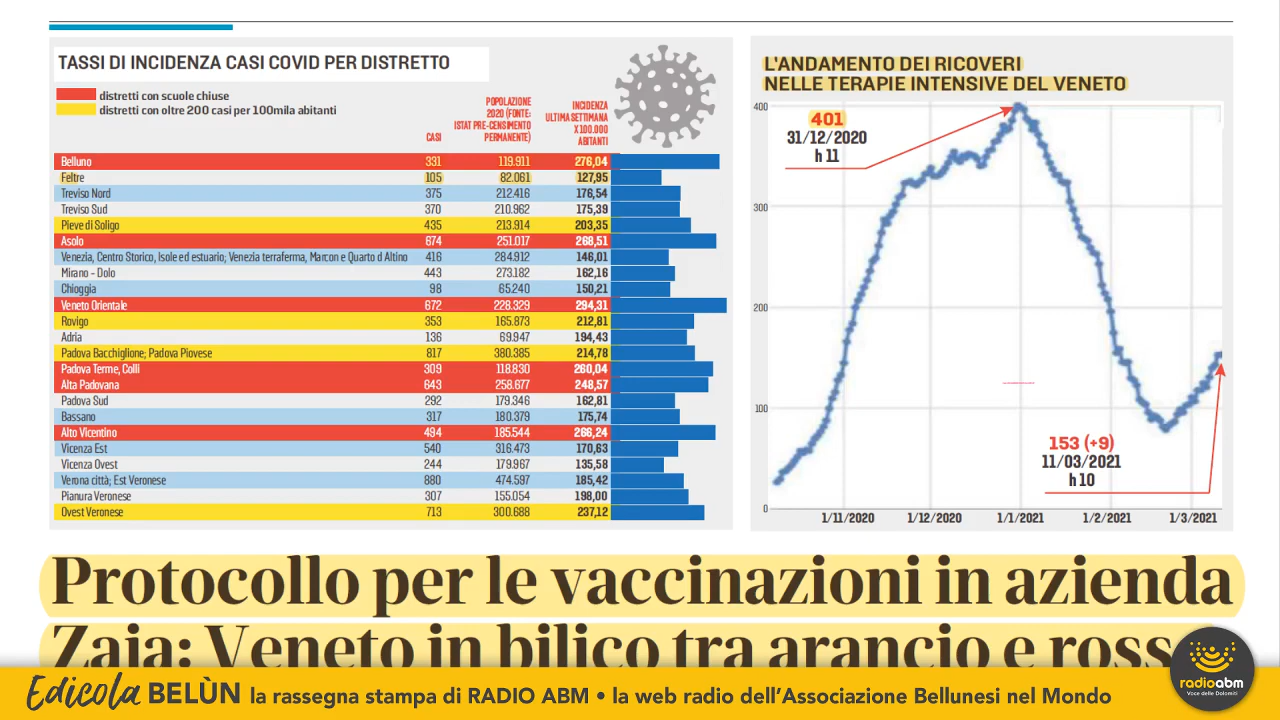 TASSI DI INCIDENZA CASI COVID PER DISTRETTO
distretti con scuole chiuse
distretti con oltre 200 casi per 100mila abitanti
CASI
POPOLAZIONE
2020 (FONTE:
ISTAT PRE-CENSIMENTO
PERMANENTE)
INCIDENZA
ULTIMA SETTIMANA
X 100.000
ABITANTI
Belluno 331 119.911 276,04
Feltre 105 82.061 127,95
Treviso Nord 375 212.416 176,54
Treviso Sud 370 210.962 175,39
Pieve di Soligo 435 213.914 203,35
Asolo 674 251.017 268,51
Venezia, Centro Storico, Isole ed estuario; Venezia terraferma, Marcon e Quarto d Altino 416 284.912 146,01
Mirano - Dolo 443 273.182 162,16
Chioggia 98 65.240 150,21
Veneto Orientale 672 228.329 294,31
Rovigo 353 165.873 212,81
Adria 136 69.947 194,43
Padova Bacchiglione; Padova Piovese 817 380.385 214,78
Padova Terme, Colli 309 118.830 260,04
Alta Padovana 643 258.677 248,57
Padova Sud 292 179.346 162,81
Bassano 317 180.379 175,74
Alto Vicentino 494 185.544 266,24
Vicenza Est 540 316.473 170,63
Vicenza Ovest 244 179.967 135,58
Verona città; Est Veronese 880 474.597 185,42
Pianura Veronese 307 155.054 198,00
Ovest Veronese 713 300.688 237,12
L'ANDAMENTO DEI RICOVERI
NELLE TERAPIE INTENSIVE DEL VENETO
400
401
31/12/2020
h 11
300
200
100
153 (+9)
11/03/2021
h 10
0
1/11/2020 1/12/2020 1/1/2021 1/2/2021 1/3/2021
Protocollo per le vaccinazioni in azienda
Zaia: Veneto in bilico tra arancio e ross
Edicola BELÙN la rassegna stampa di RADIO ABM • la web radio dell'Associazione Bellunesi nel Mondo
radioabm
Voce delle Dolomiti